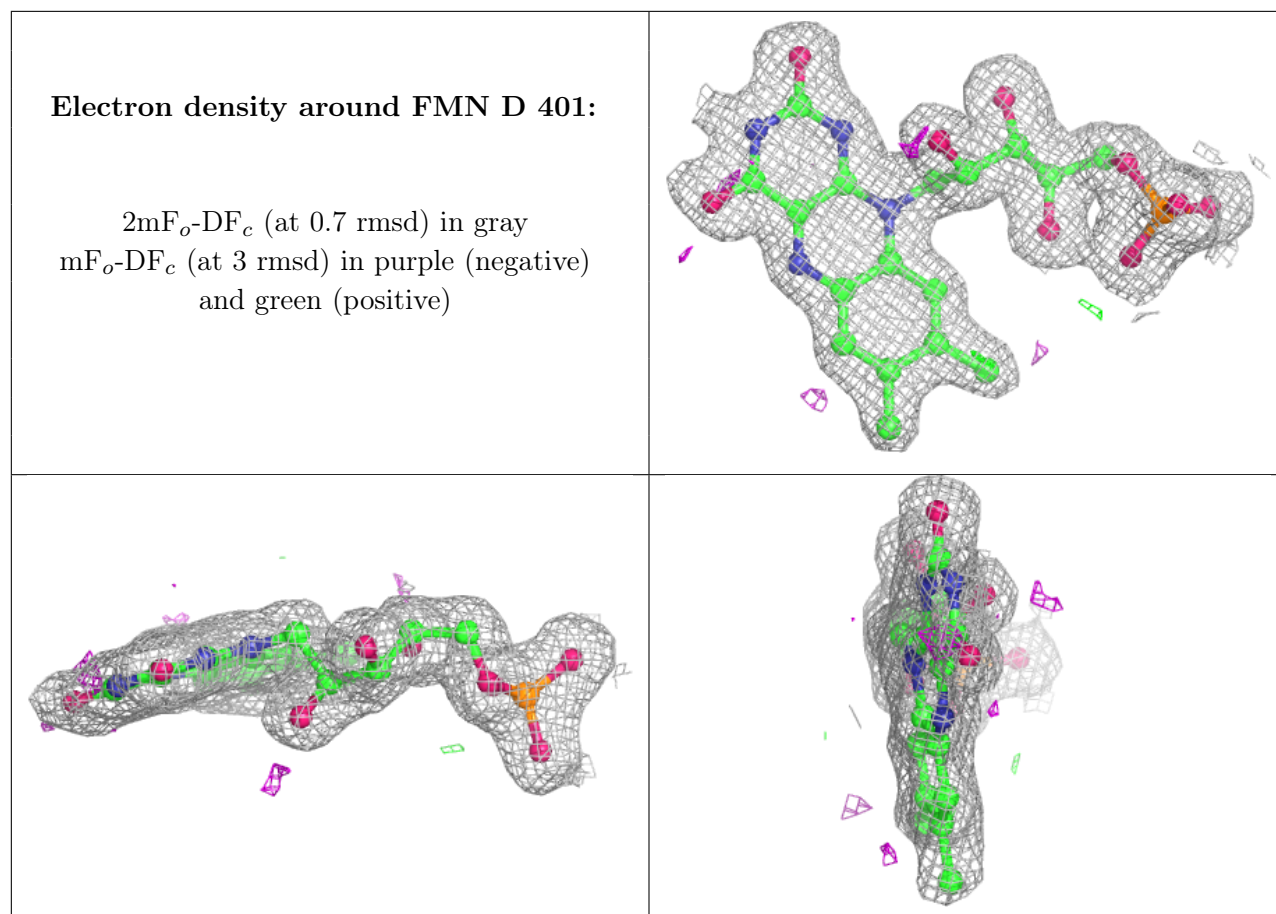 Electron density around FMN D 401:
2mFo-DFc (at 0.7 rmsd) in gray
mFo-DFc (at 3 rmsd) in purple (negative)
and green (positive)